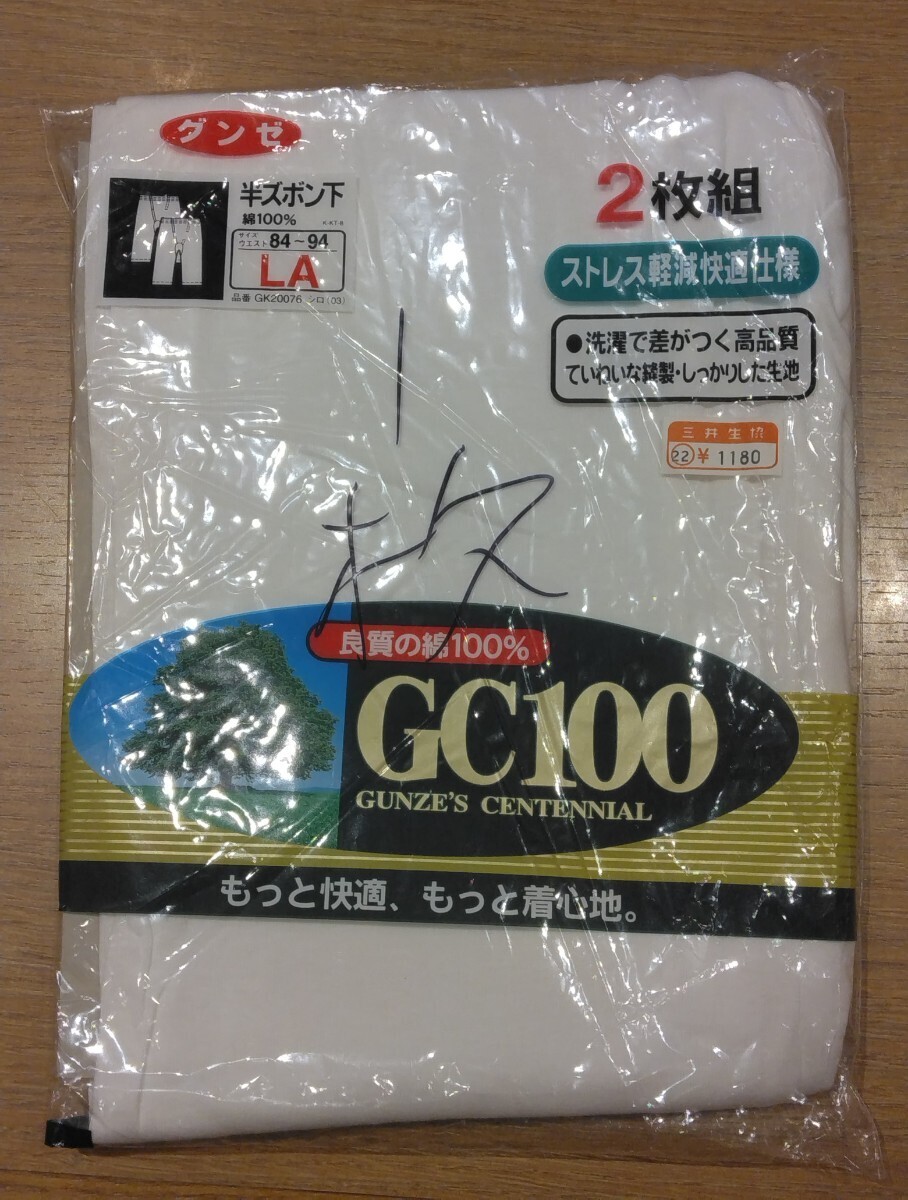 グンゼ
半ズボン下
綿100%
K-KT-6
サイズ
ウエスト 84～94
LA
品番 GK20076 シロ(03)
2枚組
ストレス軽減快適仕様
●洗濯で差がつく高品質
ていねいな縫製・しっかりした生地
三井生協
22 ¥1180
1
枚
良質の綿100%
GC100
GUNZE'S CENTENNIAL
もっと快適、もっと着心地。